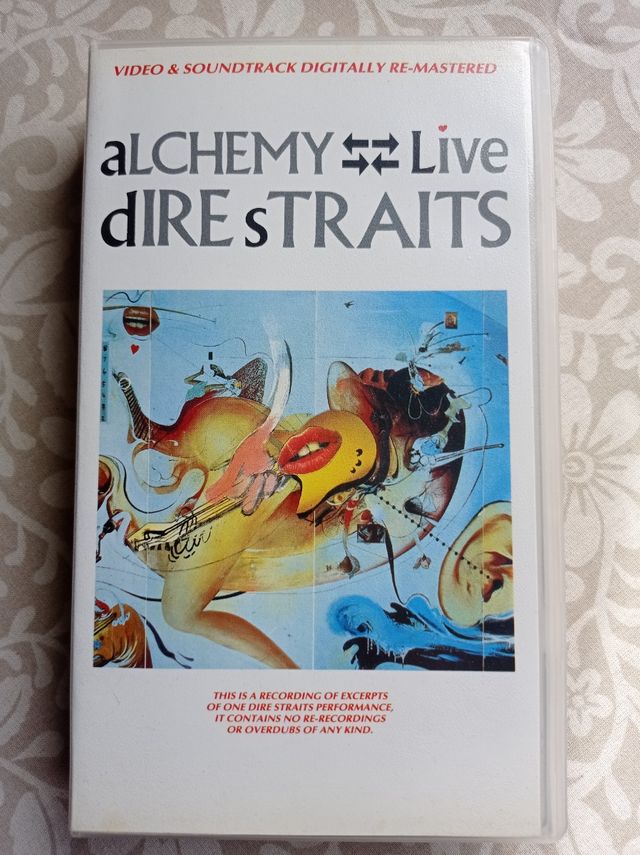 VIDEO & SOUNDTRACK DIGITALLY RE-MASTERED
aLCHEMY Live
dIRE sTRAITS
THIS IS A RECORDING OF EXCERPTS
OF ONE DIRE STRAITS PERFORMANCE,
IT CONTAINS NO RE-RECORDINGS
OR OVERDUBS OF ANY KIND.